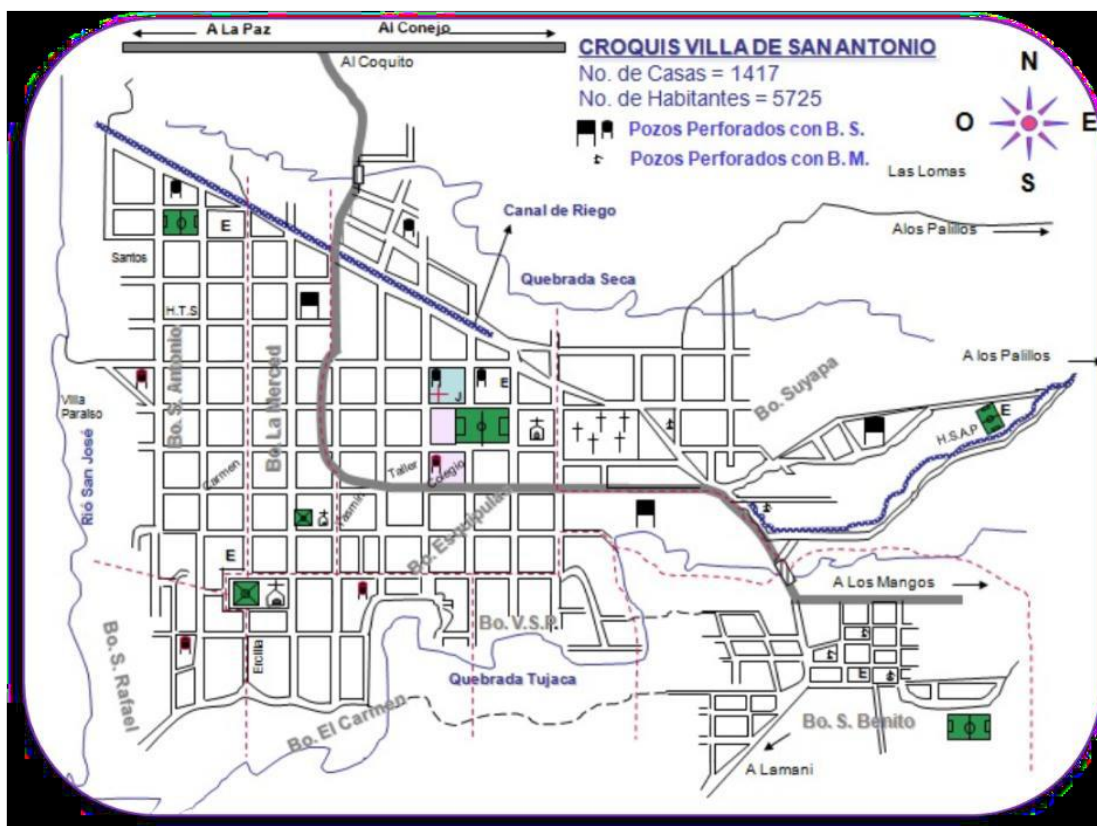 A La Paz
Al Conejo
Al Coquito
CROQUIS VILLA DE SAN ANTONIO
No. de Casas = 1417
No. de Habitantes = 5725
Pozos Perforados con B. S.
Pozos Perforados con B. M.
N
O
E
S
Las Lomas
Canal de Riego
Alos Palillos
Quebrada Seca
E
Santos
H.T.S
A los Palillos
Villa
Paraíso
Bo. S. Antonio
Bo. La Merced
J
E
Bo. Suyapa
E
H.S.A.P
Rió San José
Carmen
Taller
Colegio
Yasmín
Bo. Esquipulas
E
A Los Mangos
Bo. V.S.P.
Bo. S. Rafael
Ercilla
Quebrada Tujaca
E
Bo. El Carmen
Bo. S. Benito
A Lamani